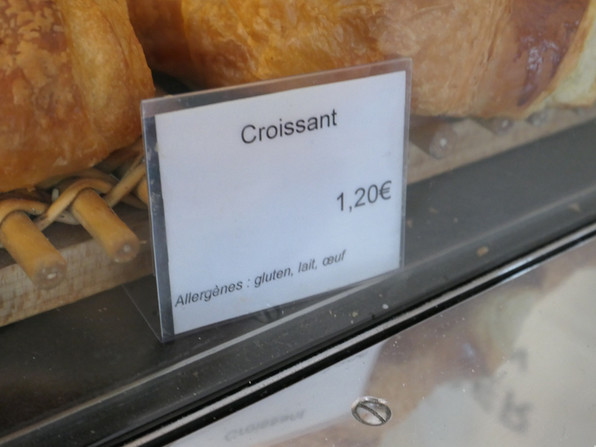 Croissant
1,20€
Allergènes : gluten, lait, œuf